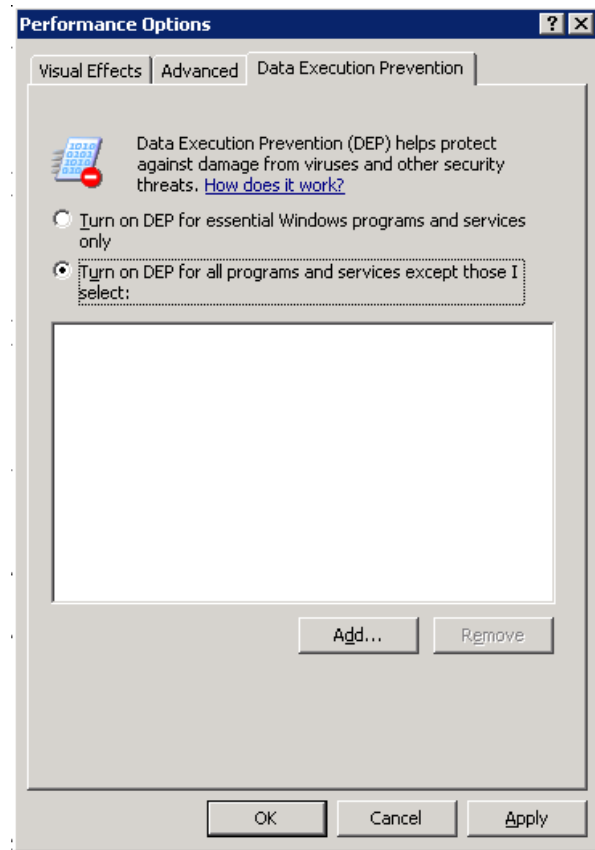 Performance Options
Visual Effects
Advanced
Data Execution Prevention
Data Execution Prevention (DEP) helps protect
against damage from viruses and other security
threats. How does it work?
Turn on DEP for essential Windows programs and services
only
Turn on DEP for all programs and services except those I
select:
Add...
Remove
OK
Cancel
Apply